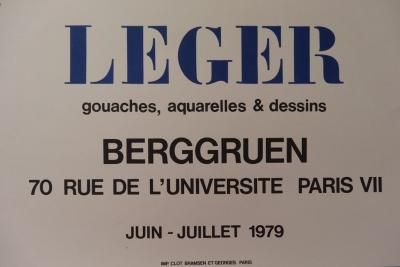 LEGER
gouaches, aquarelles & dessins
BERGGRUEN
70 RUE DE L'UNIVERSITE PARIS VII
JUIN - JUILLET 1979
IMP CLOT BRAMSEN ET GEORGES PARIS